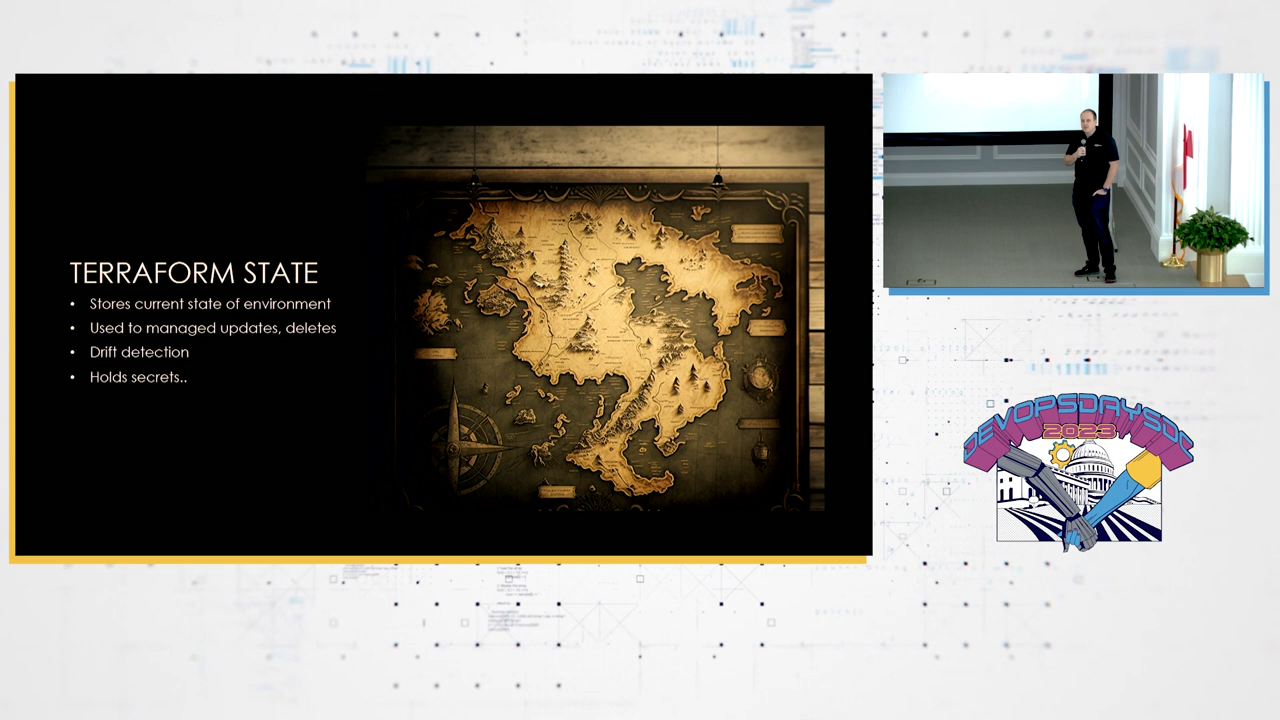 TERRAFORM STATE
• Stores current state of environment
• Used to managed updates, deletes
• Drift detection
• Holds secrets..
DEVOPSDAYSDC
2023